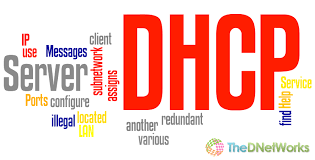 IP
use
Messages
client
subnetwork
assigns
DHCP
Server
Ports
configure
illegal
located
LAN
another
various
redundant
Service
Help
find
TheDNetWorks